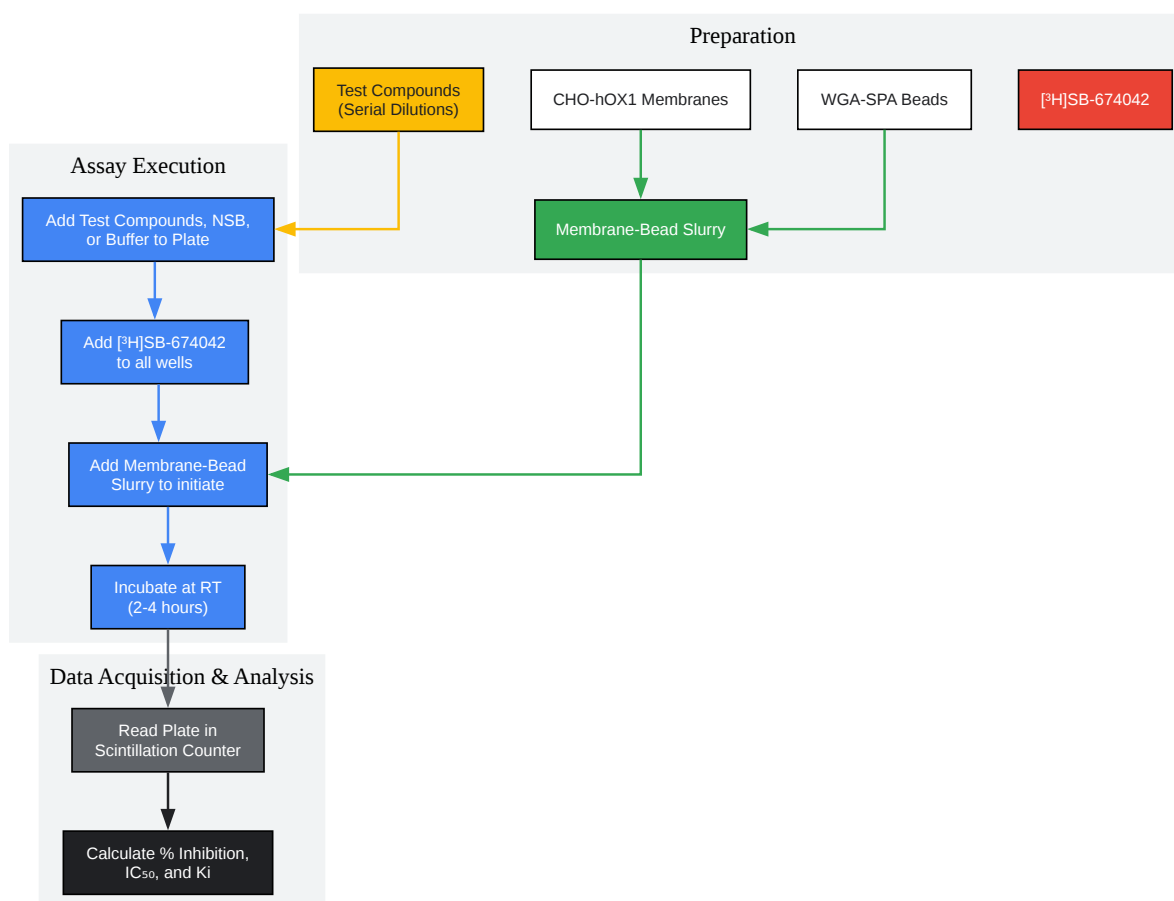 Preparation
Test Compounds
(Serial Dilutions)
CHO-hOX1 Membranes
WGA-SPA Beads
[³H]SB-674042
Membrane-Bead Slurry
Assay Execution
Add Test Compounds, NSB,
or Buffer to Plate
Add [³H]SB-674042
to all wells
Add Membrane-Bead
Slurry to initiate
Incubate at RT
(2-4 hours)
Data Acquisition & Analysis
Read Plate in
Scintillation Counter
Calculate % Inhibition,
IC₅₀, and Ki